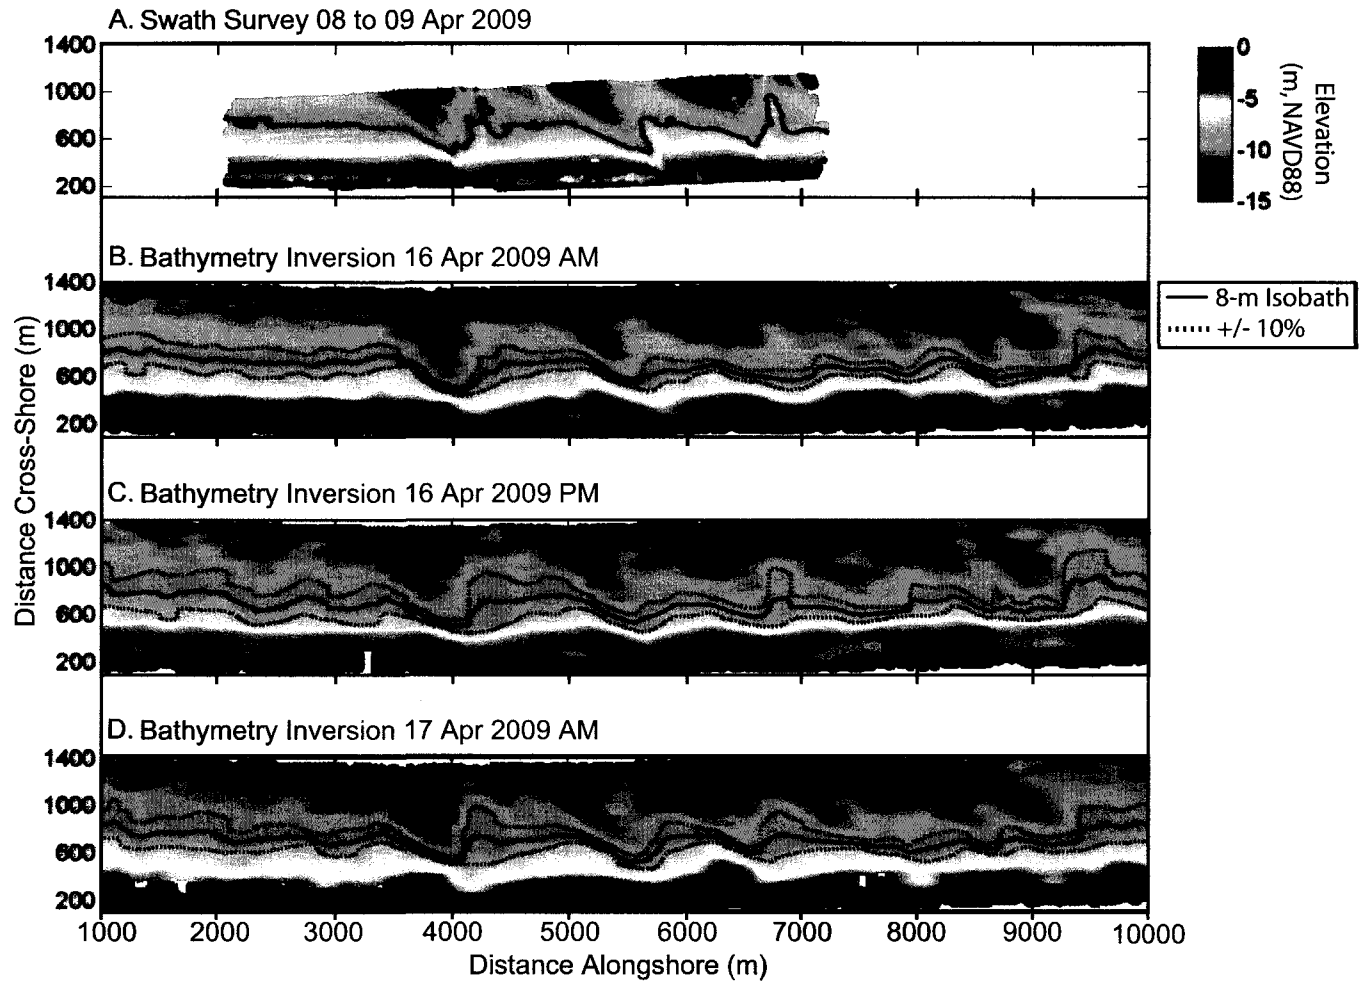 A. Swath Survey 08 to 09 Apr 2009
1400
1000
600
200
0
-5
-10
-15
Elevation
(m, NAVD88)
B. Bathymetry Inversion 16 Apr 2009 AM
1400
1000
600
200
8-m Isobath
+/- 10%
Distance Cross-Shore (m)
C. Bathymetry Inversion 16 Apr 2009 PM
1400
1000
600
200
D. Bathymetry Inversion 17 Apr 2009 AM
1400
1000
600
200
1000 2000 3000 4000 5000 6000 7000 8000 9000 10000
Distance Alongshore (m)